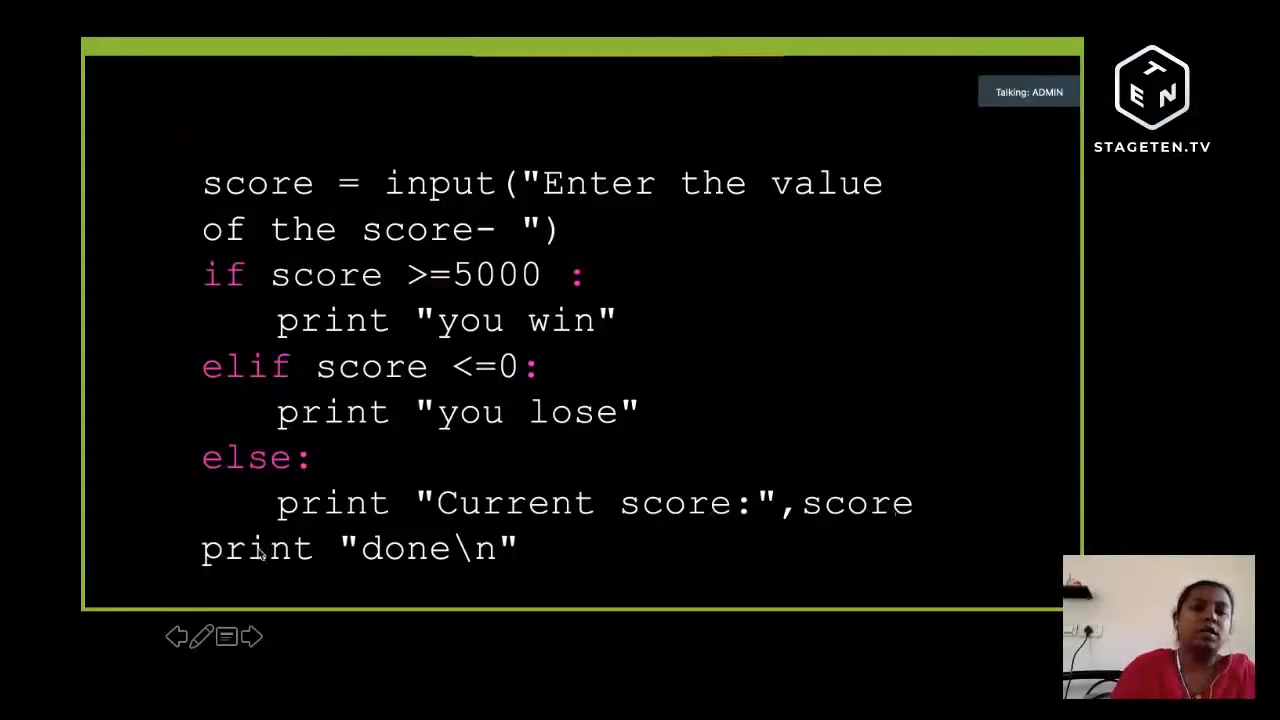 Talking: ADMIN
T
E N
STAGETEN.TV
score = input("Enter the value
of the score- ")
if score >=5000 :
print "you win"
elif score <=0:
print "you lose"
else:
print "Current score:",score
print "done\n"